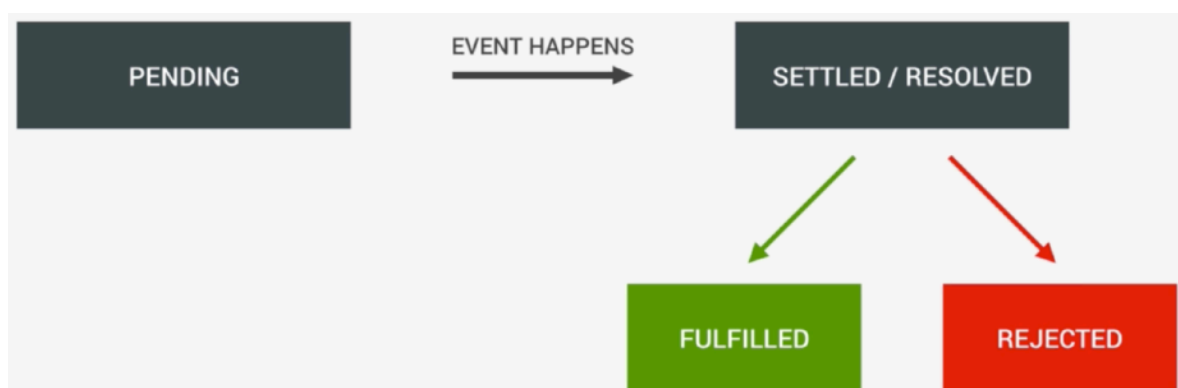 PENDING
EVENT HAPPENS
SETTLED / RESOLVED
FULFILLED
REJECTED